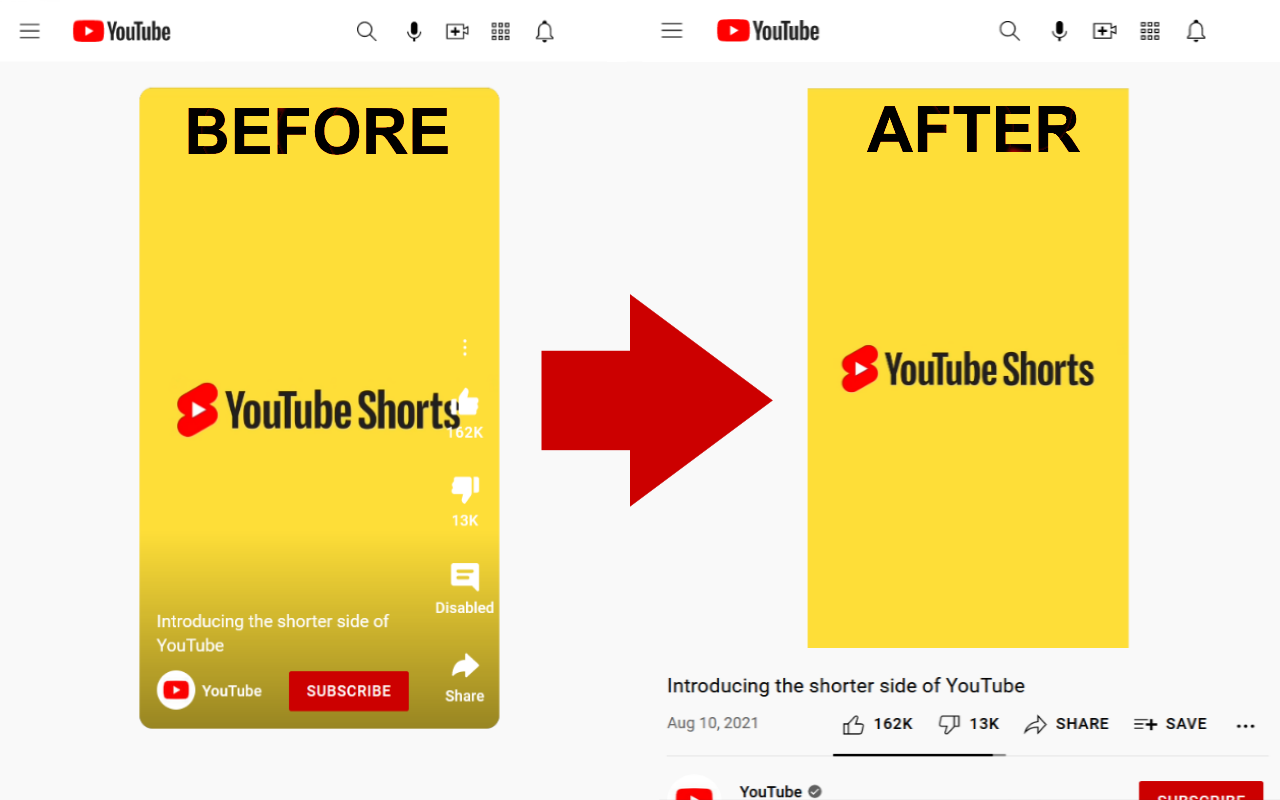 YouTube
YouTube
BEFORE
AFTER
YouTube Shorts
162K
13K
Disabled
Introducing the shorter side of
YouTube
YouTube
SUBSCRIBE
Share
YouTube Shorts
Introducing the shorter side of YouTube
Aug 10, 2021
162K
13K
SHARE
SAVE
YouTube
SUBSCRIBE